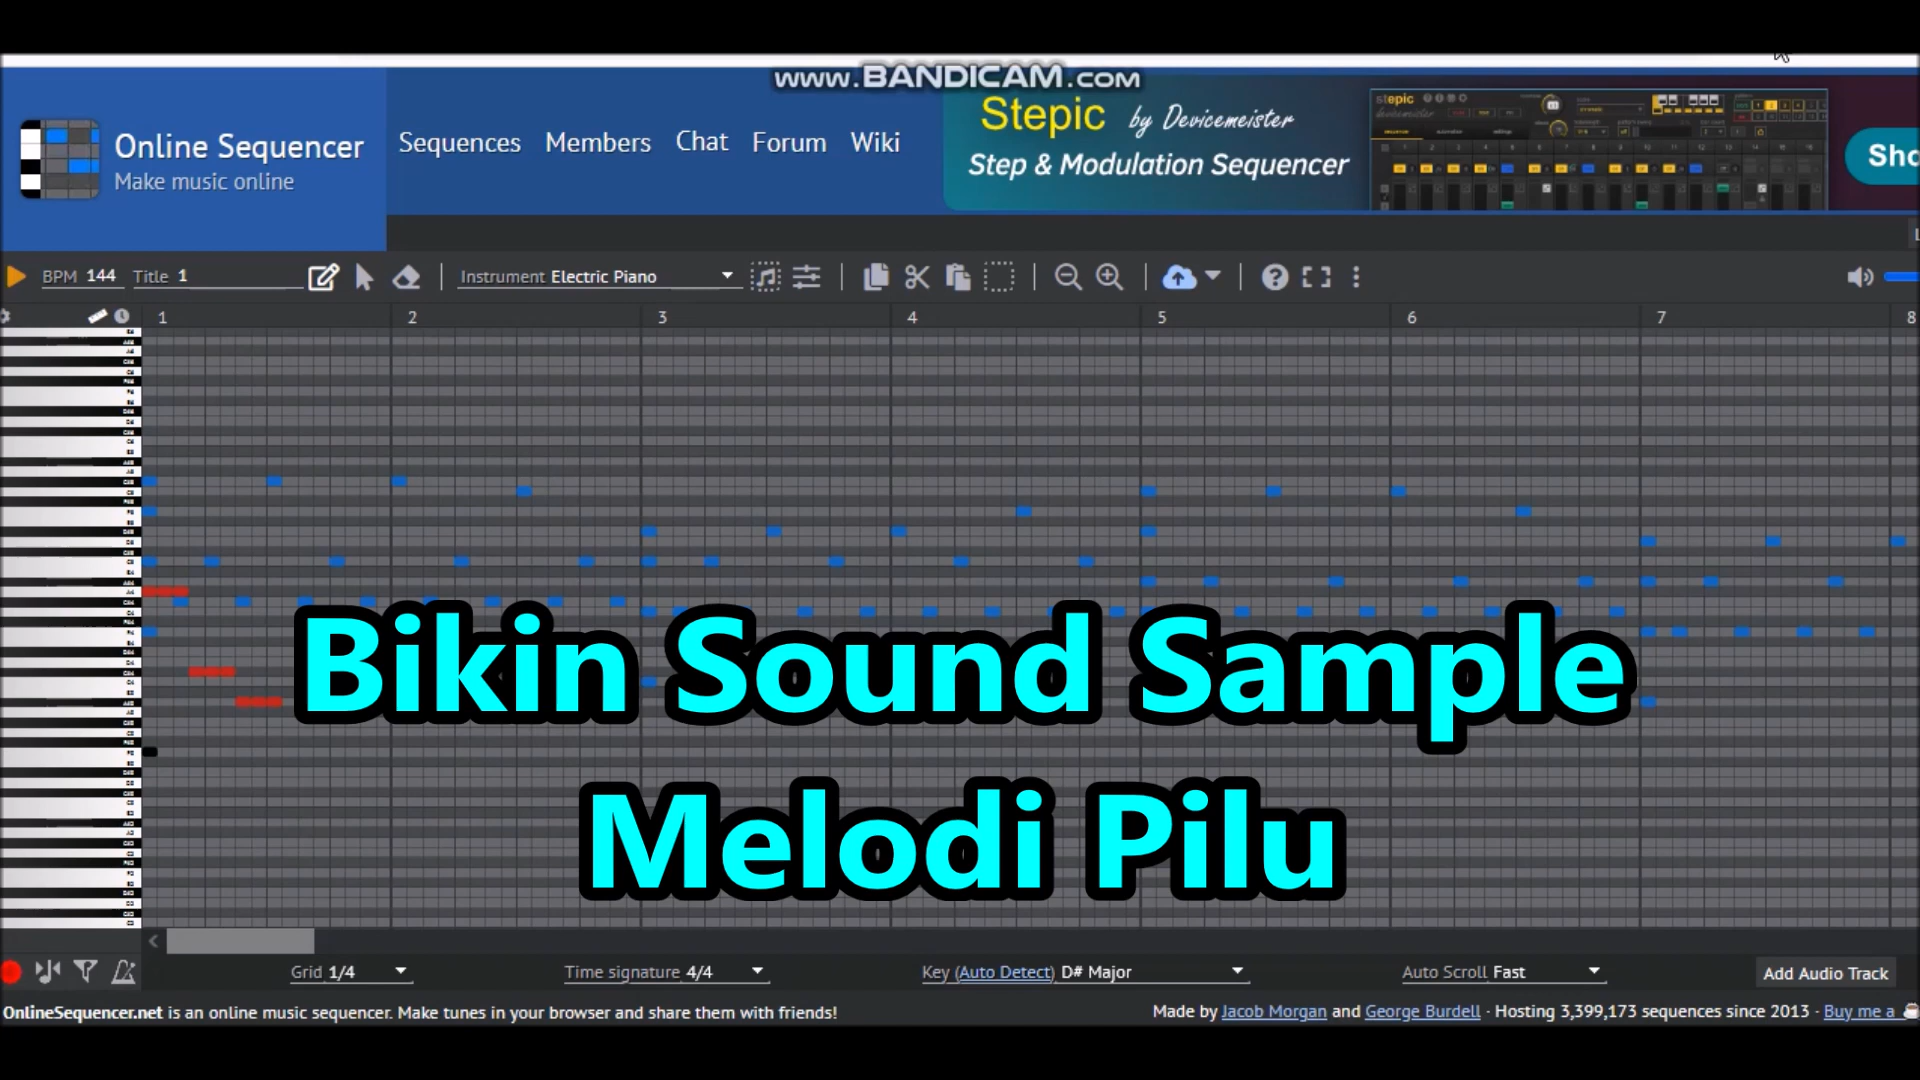 www.BANDICAM.com
Online Sequencer
Make music online
Sequences Members Chat Forum Wiki
Stepic by Devicemeister
Step & Modulation Sequencer
stepic
BPM 144 Title 1
Instrument Electric Piano
1 2 3 4 5 6 7 8
Bikin Sound Sample
Melodi Pilu
Grid 1/4
Time signature 4/4
Key (Auto Detect) D# Major
Auto Scroll Fast
Add Audio Track
OnlineSequencer.net is an online music sequencer. Make tunes in your browser and share them with friends!
Made by Jacob Morgan and George Burdell · Hosting 3,399,173 sequences since 2013 · Buy me a